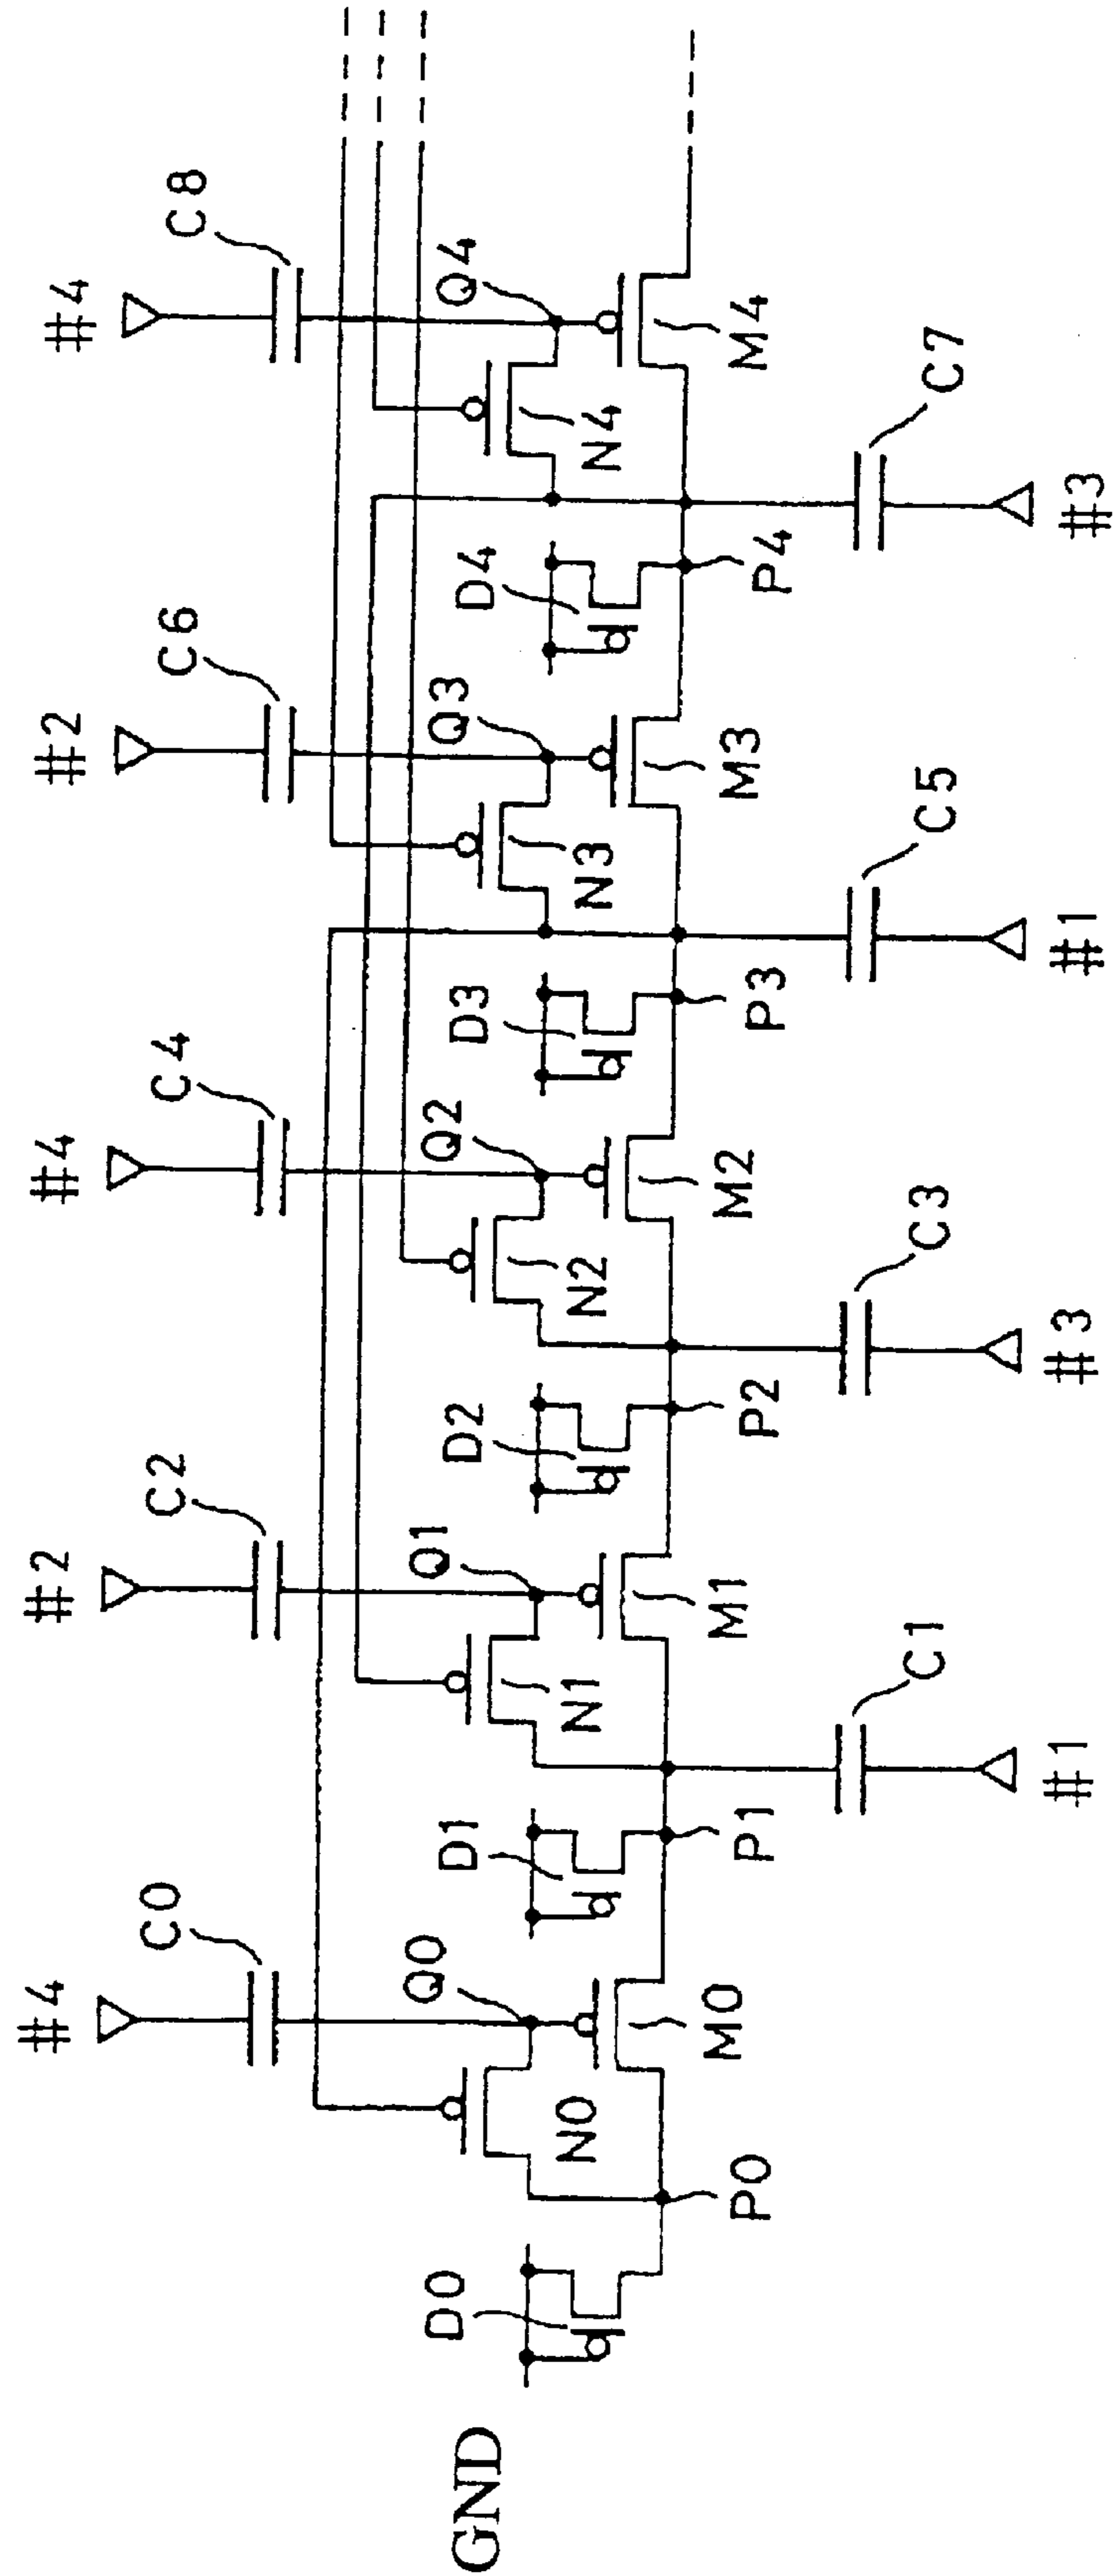 #4 #2 #4 #2 #4
C0 C2 C4 C6 C8
Q0 Q1 Q2 Q3 Q4
D0 D1 D2 D3 D4
GND
N0 N1 N2 N3 N4
P0 M0 P1 M1 P2 M2 P3 M3 P4 M4
C1 C3 C5 C7
#1 #3 #1 #3